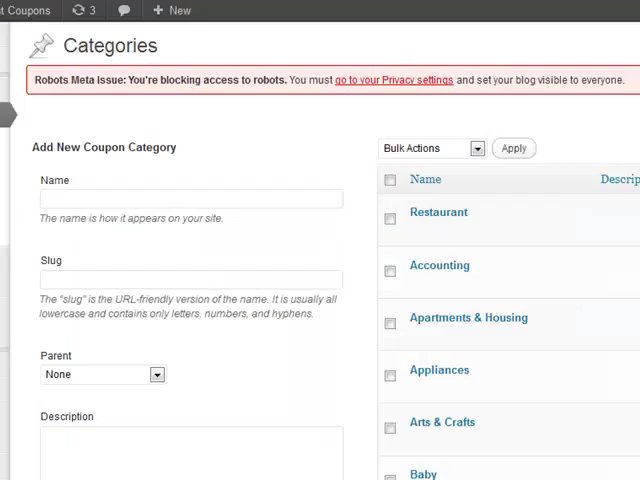 t Coupons 3 New
Categories
Robots Meta Issue: You're blocking access to robots. You must go to your Privacy settings and set your blog visible to everyone.
Add New Coupon Category
Name
The name is how it appears on your site.
Slug
The “slug” is the URL-friendly version of the name. It is usually all
lowercase and contains only letters, numbers, and hyphens.
Parent
None
Description
Bulk Actions Apply
Name Descrip
Restaurant
Accounting
Apartments & Housing
Appliances
Arts & Crafts
Baby